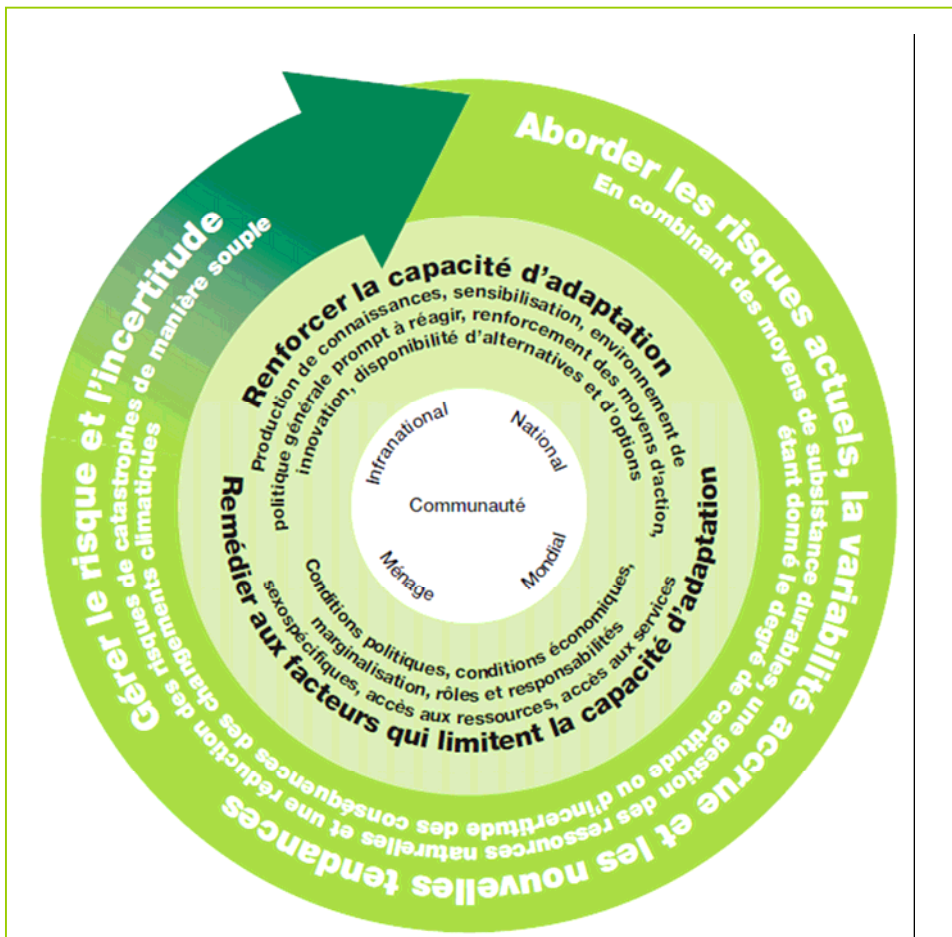 Aborder les risques actuels, la variabilité accrue et les nouvelles tendances
En combinant des moyens de subsistance durables, une gestion des ressources naturelles et une réduction des risques de catastrophes de manière souple
étant donné le degré de certitude ou d'incertitude des conséquences des changements climatiques
Gérer le risque et l'incertitude
Renforcer la capacité d'adaptation
Production de connaissances, sensibilisation, environnement de
politique générale prompt à réagir, renforcement des moyens d'action,
innovation, disponibilité d'alternatives et d'options
Infranational
National
Communauté
Ménage
Mondial
Conditions politiques, conditions économiques,
marginalisation, rôles et responsabilités
sexospécifiques, accès aux ressources, accès aux services
Remédier aux facteurs qui limitent la capacité d'adaptation